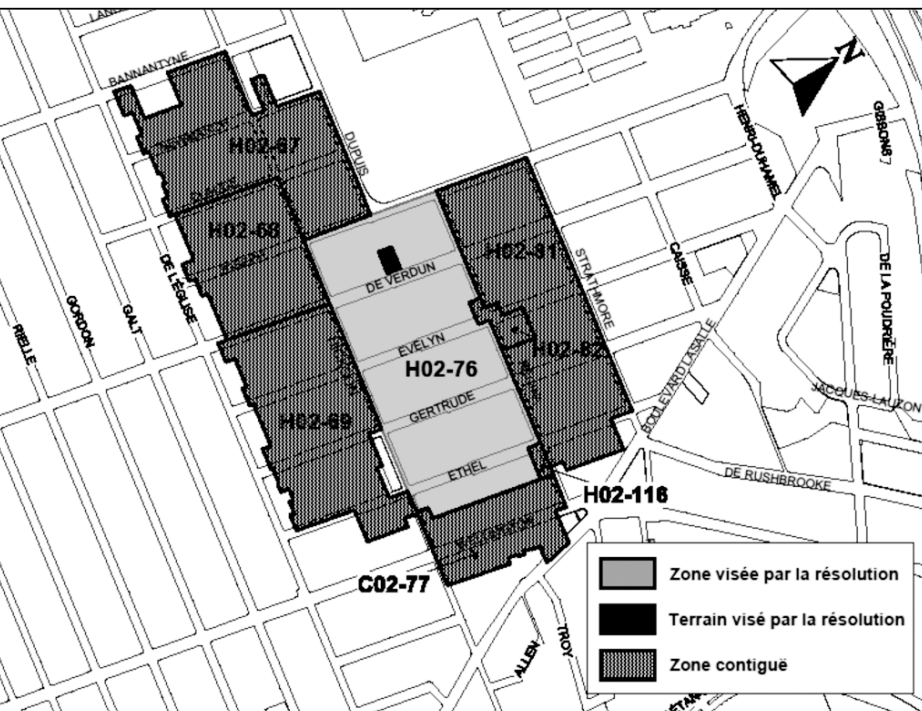 BANNANTYNE
DUPUIS
H02-67
H02-68
DE L'ÉGLISE
GALT
GORDON
RIELLE
H02-69
DE VERDUN
EVELYN
H02-76
GERTRUDE
ETHEL
H02-81
H02-82
STRATHMORE
CAISSE
HENRI-DUHAMEL
N
GIBBONS
DE LA POUDRIÈRE
BOULEVARD LASALLE
JACQUES-LAUZON
DE RUSHBROOKE
H02-116
C02-77
ALLEN
TROY
Zone visée par la résolution
Terrain visé par la résolution
Zone contiguë